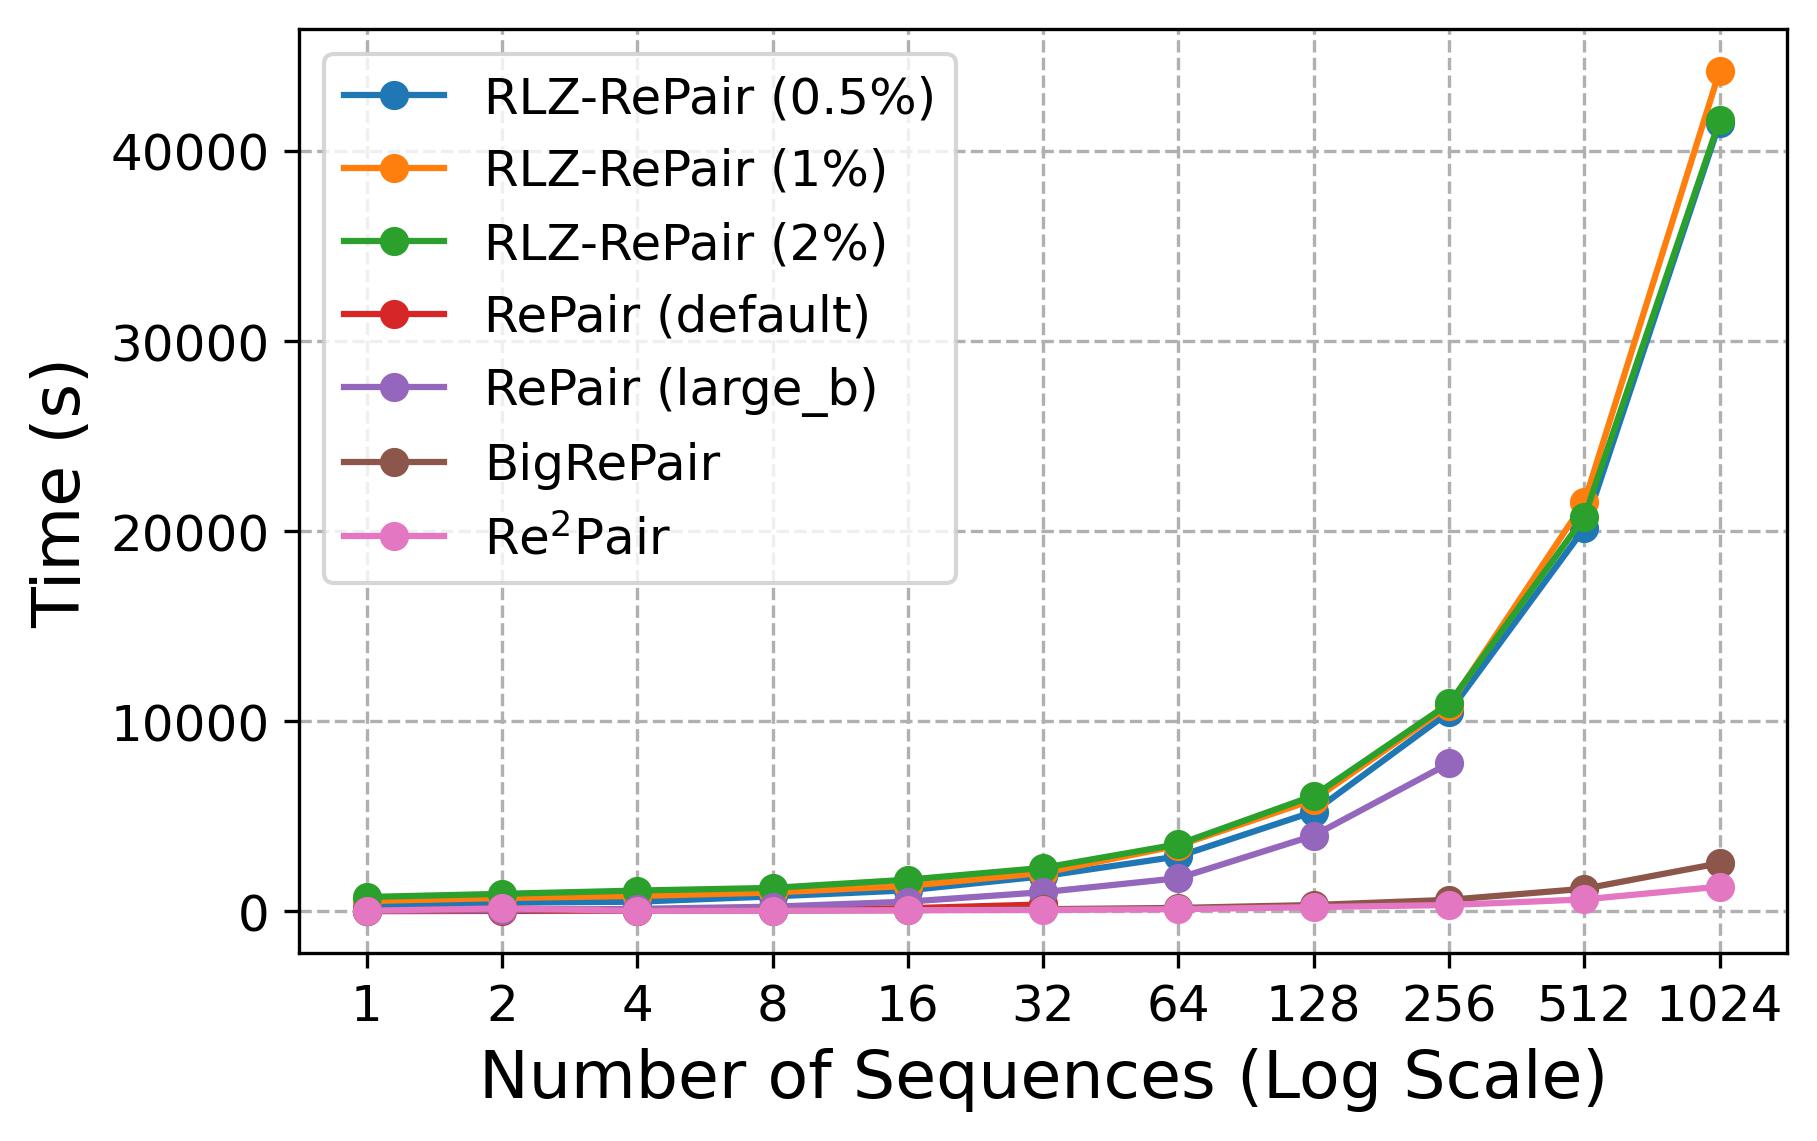 RLZ-RePair (0.5%)
RLZ-RePair (1%)
RLZ-RePair (2%)
RePair (default)
RePair (large_b)
BigRePair
Re²Pair
40000
30000
20000
10000
0
Time (s)
1 2 4 8 16 32 64 128 256 512 1024
Number of Sequences (Log Scale)